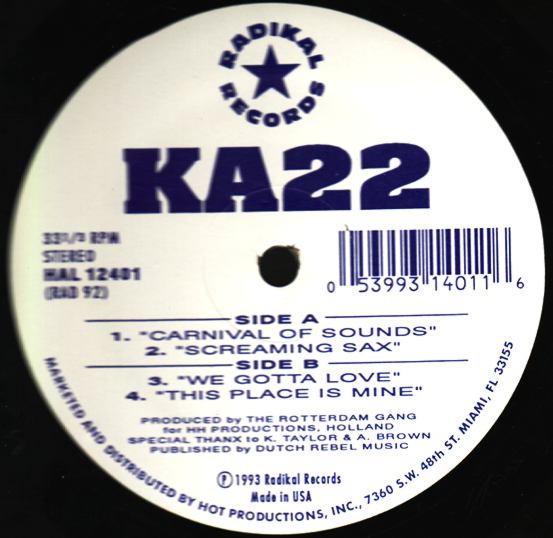 RADIKAL
RECORDS
KA22
33 1/3 RPM
STEREO
HAL 12401
(RAD 92)
0 53993 14011 6
SIDE A
1. "CARNIVAL OF SOUNDS"
2. "SCREAMING SAX"
SIDE B
3. "WE GOTTA LOVE"
4. "THIS PLACE IS MINE"
PRODUCED by THE ROTTERDAM GANG
for HH PRODUCTIONS, HOLLAND
SPECIAL THANX to K. TAYLOR & A. BROWN
PUBLISHED by DUTCH REBEL MUSIC
℗ 1993 Radikal Records
Made in USA
MARKETED AND DISTRIBUTED BY HOT PRODUCTIONS, INC., 7360 S.W. 48th ST. MIAMI, FL 33155